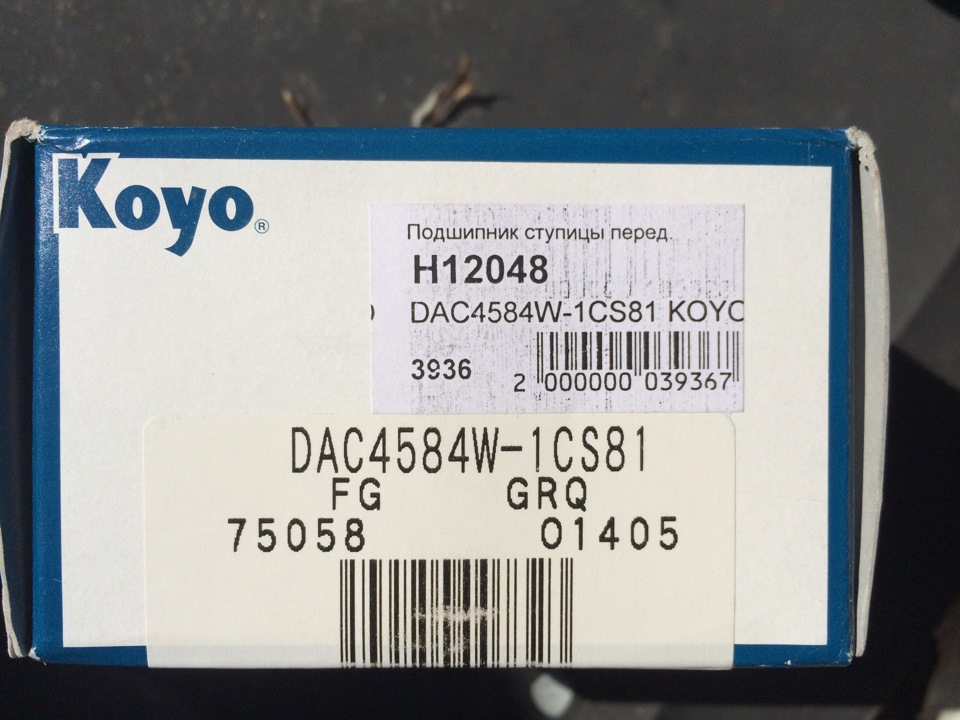 Koyo®
Подшипник ступицы перед.
H12048
DAC4584W-1CS81 KOYO
3936
2 000000 039367
DAC4584W-1CS81
FG GRQ
75058 01405